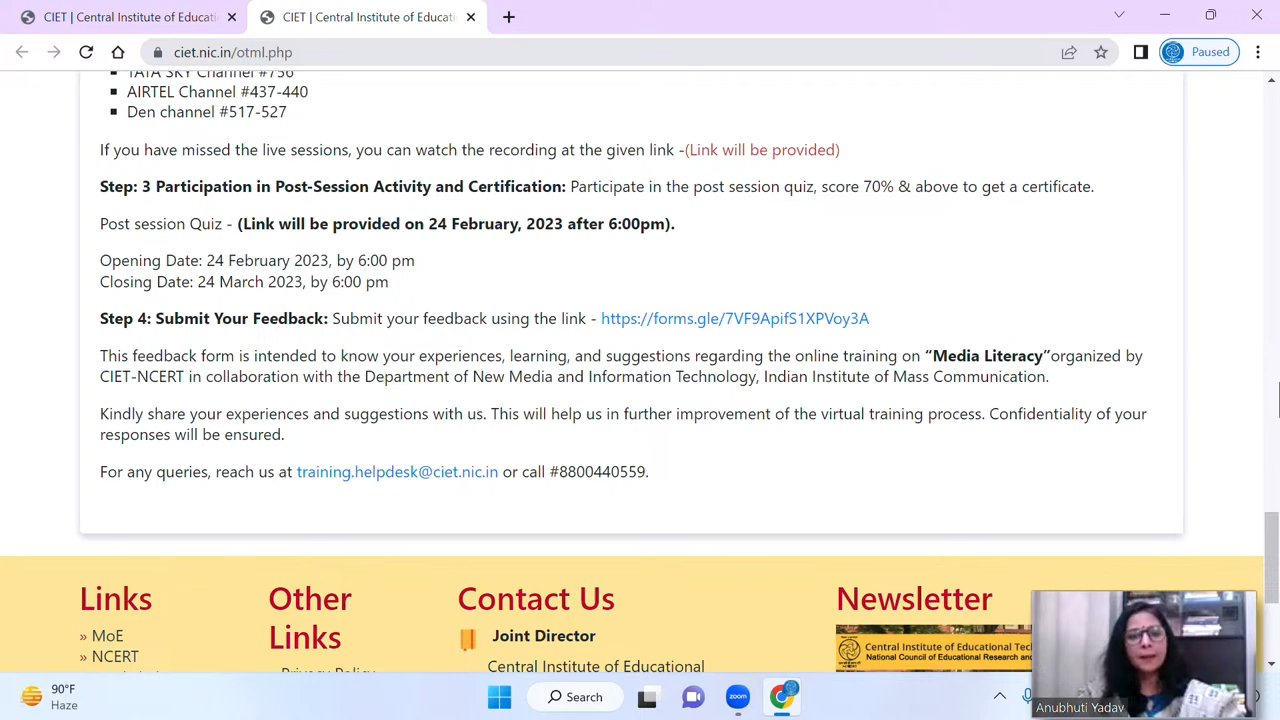 CIET | Central Institute of Educati
CIET | Central Institute of Educati
ciet.nic.in/otml.php
Paused
TATA SKY Channel #756
AIRTEL Channel #437-440
Den channel #517-527
If you have missed the live sessions, you can watch the recording at the given link -(Link will be provided)
Step: 3 Participation in Post-Session Activity and Certification: Participate in the post session quiz, score 70% & above to get a certificate.
Post session Quiz - (Link will be provided on 24 February, 2023 after 6:00pm).
Opening Date: 24 February 2023, by 6:00 pm
Closing Date: 24 March 2023, by 6:00 pm
Step 4: Submit Your Feedback: Submit your feedback using the link - https://forms.gle/7VF9ApifS1XPVoy3A
This feedback form is intended to know your experiences, learning, and suggestions regarding the online training on “Media Literacy”organized by
CIET-NCERT in collaboration with the Department of New Media and Information Technology, Indian Institute of Mass Communication.
Kindly share your experiences and suggestions with us. This will help us in further improvement of the virtual training process. Confidentiality of your
responses will be ensured.
For any queries, reach us at training.helpdesk@ciet.nic.in or call #8800440559.
Links
» MoE
» NCERT
Other
Links
Privacy Policy
Contact Us
Joint Director
Central Institute of Educational
Newsletter
Central Institute of Educational Tec
National Council of Educational Research and
Anubhuti Yadav
90°F
Haze
Search
zoom